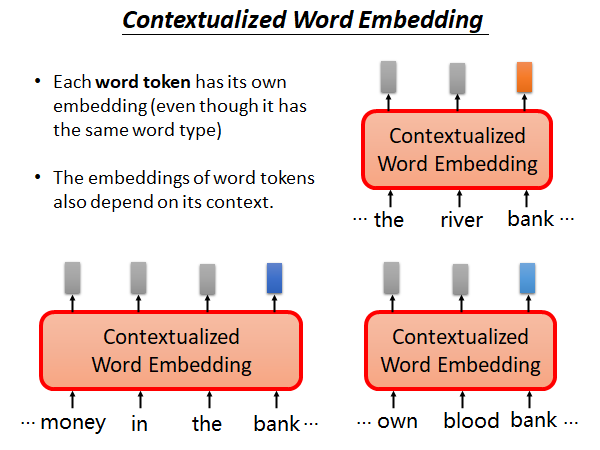 Contextualized Word Embedding
• Each word token has its own
embedding (even though it has
the same word type)
• The embeddings of word tokens
also depend on its context.
Contextualized
Word Embedding
… the river bank …
Contextualized
Word Embedding
… money in the bank …
Contextualized
Word Embedding
… own blood bank …